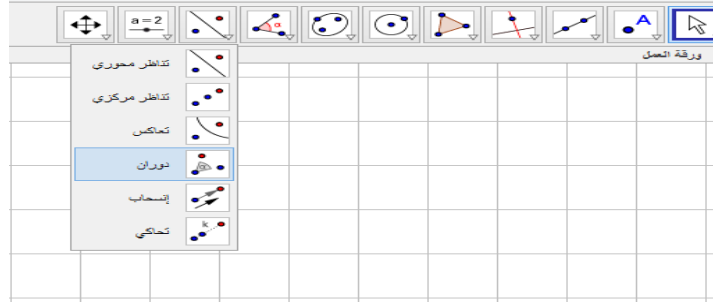 a = 2
α
A
ورقة العمل
تناظر محوري
تناظر مركزي
تعاكس
دوران
α
إنسحاب
تحاكي
k